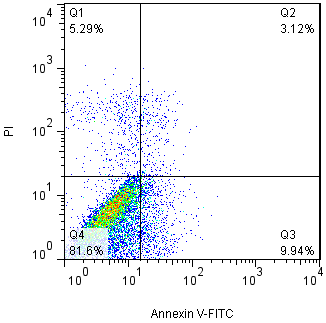 10^4
10^3
10^2
10^1
10^0
PI
Q1
5.29%
Q2
3.12%
Q4
81.6%
Q3
9.94%
10^0 10^1 10^2 10^3 10^4
Annexin V-FITC